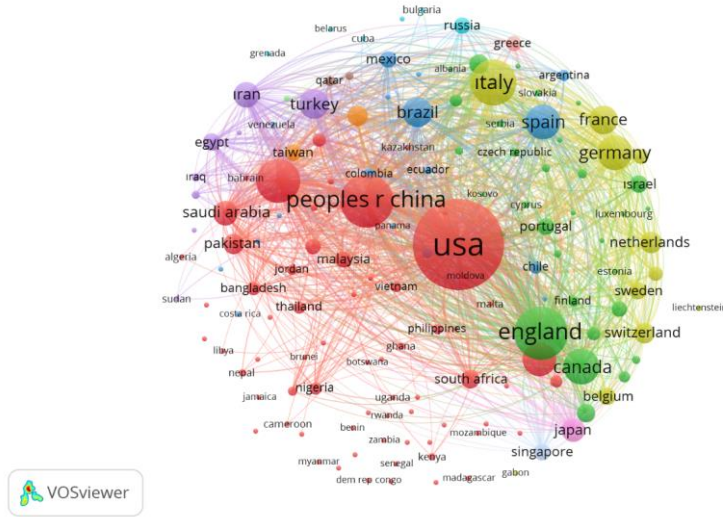 bulgaria
belarus
russia
cuba
greece
grenada
mexico
albania
italy
qatar
argentina
iran
slovakia
turkey
brazil
spain
france
venezuela
serbia
egypt
kazakhstan
taiwan
czech republic
germany
iraq
bahrain
colombia
ecuador
israel
kosovo
peoples r china
cyprus
saudi arabia
luxembourg
panama
portugal
pakistan
usa
netherlands
algeria
malaysia
jordan
chile
estonia
moldova
bangladesh
vietnam
sweden
sudan
finland
malta
thailand
liechtenstein
costa rica
philippines
england
switzerland
ghana
libya
brunei
botswana
nepal
canada
south africa
nigeria
jamaica
uganda
belgium
rwanda
cameroon
benin
mozambique
japan
zambia
singapore
kenya
myanmar
senegal
gabon
dem rep congo
madagascar
VOSviewer